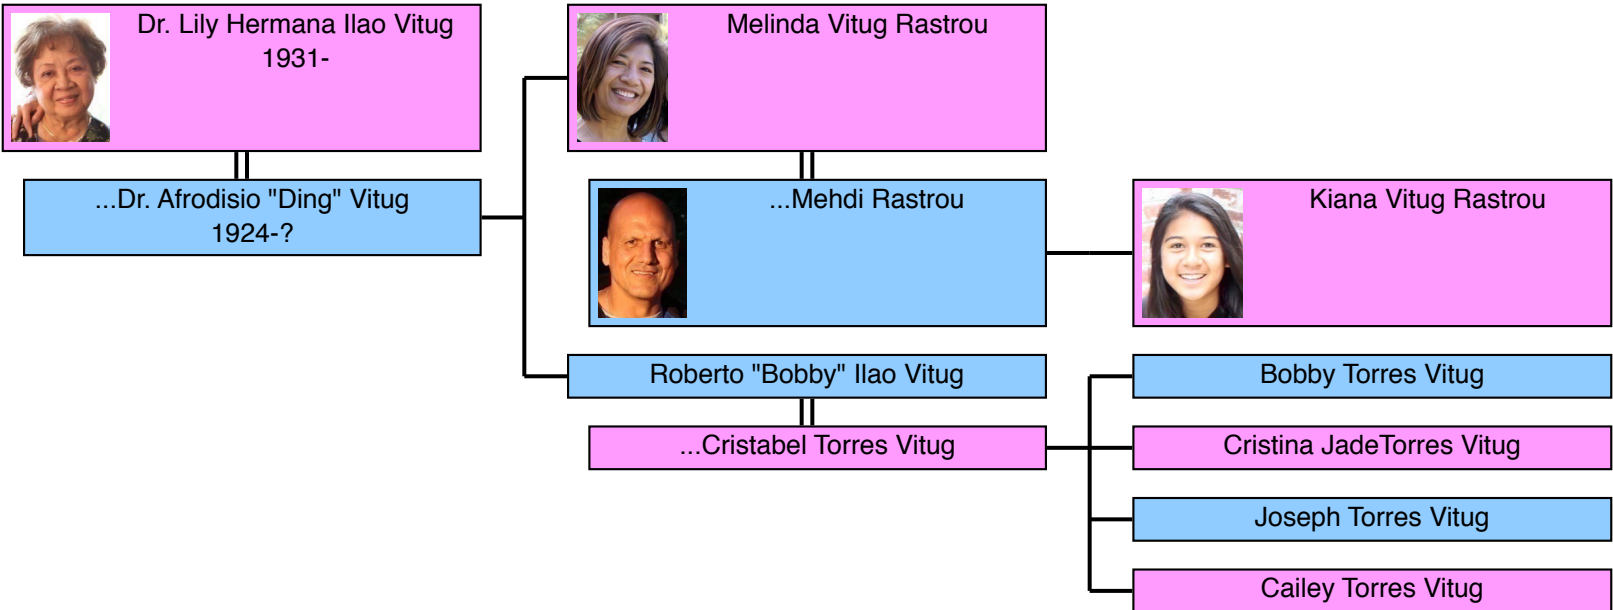 Dr. Lily Hermana Ilao Vitug
1931-
...Dr. Afrodisio "Ding" Vitug
1924-?
Melinda Vitug Rastrou
...Mehdi Rastrou
Kiana Vitug Rastrou
Roberto "Bobby" Ilao Vitug
...Cristabel Torres Vitug
Bobby Torres Vitug
Cristina JadeTorres Vitug
Joseph Torres Vitug
Cailey Torres Vitug